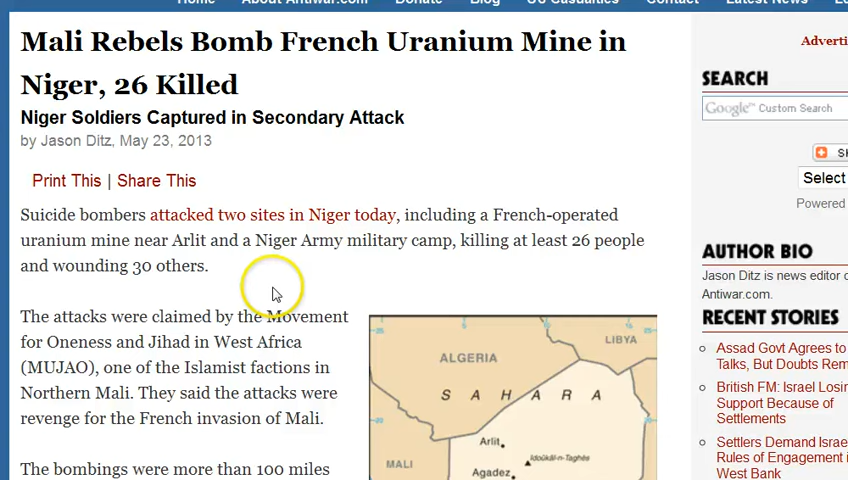 Home About Antiwar.com Donate Blog US Casualties Contact Latest News
Mali Rebels Bomb French Uranium Mine in
Niger, 26 Killed
Niger Soldiers Captured in Secondary Attack
by Jason Ditz, May 23, 2013
Print This | Share This
Suicide bombers attacked two sites in Niger today, including a French-operated
uranium mine near Arlit and a Niger Army military camp, killing at least 26 people
and wounding 30 others.
The attacks were claimed by the Movement
for Oneness and Jihad in West Africa
(MUJAO), one of the Islamist factions in
Northern Mali. They said the attacks were
revenge for the French invasion of Mali.
The bombings were more than 100 miles
ALGERIA
LIBYA
SAHARA
Arlit
Idoûkâl-n-Taghès
MALI
Agadez
Adverti
SEARCH
Google Custom Search
SH
Select
Powered
AUTHOR BIO
Jason Ditz is news editor o
Antiwar.com.
RECENT STORIES
Assad Govt Agrees to
Talks, But Doubts Rem
British FM: Israel Losin
Support Because of
Settlements
Settlers Demand Israe
Rules of Engagement i
West Bank